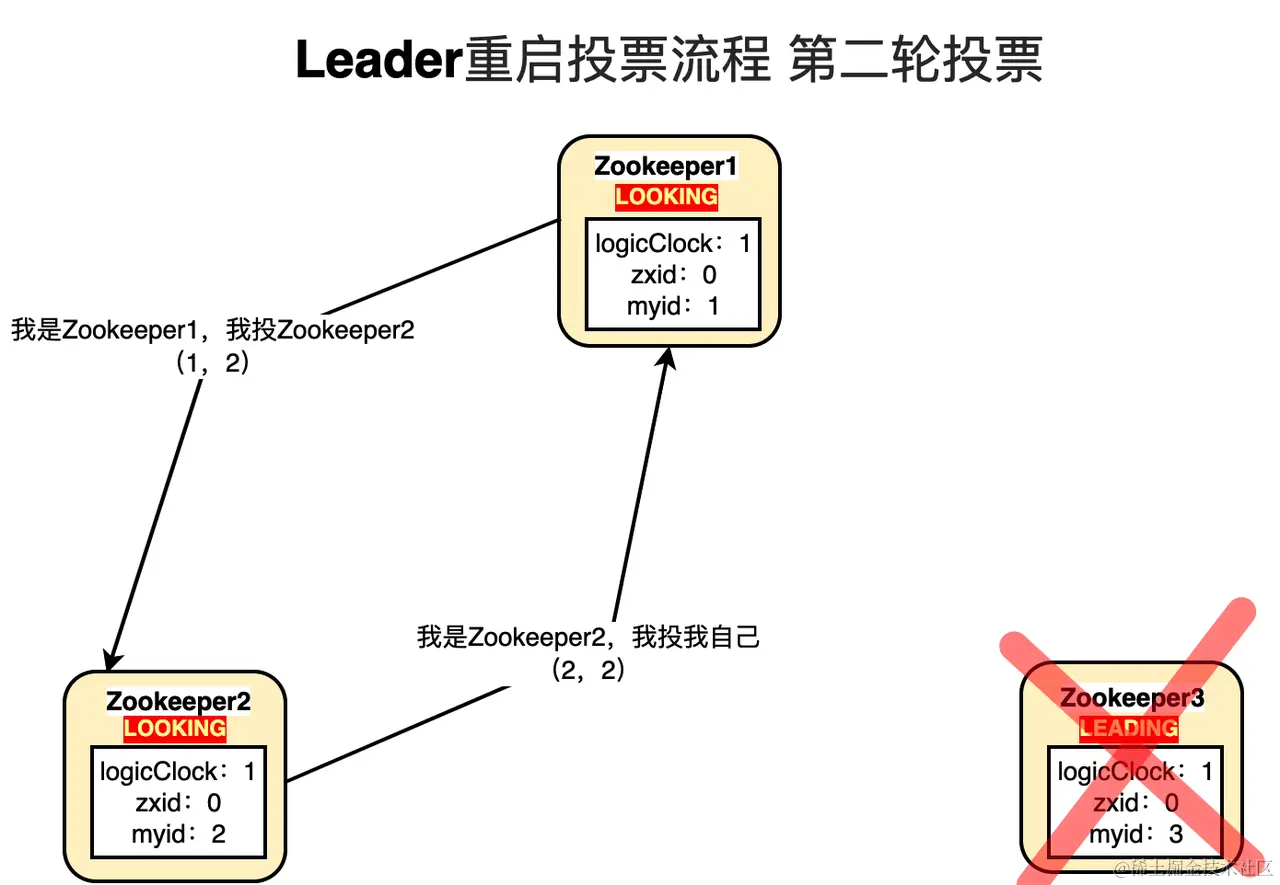 Leader重启投票流程 第二轮投票
Zookeeper1
LOOKING
logicClock：1
zxid：0
myid：1
我是Zookeeper1，我投Zookeeper2
（1，2）
我是Zookeeper2，我投我自己
（2，2）
Zookeeper2
LOOKING
logicClock：1
zxid：0
myid：2
Zookeeper3
LEADING
logicClock：1
zxid：0
myid：3
@稀土掘金技术社区